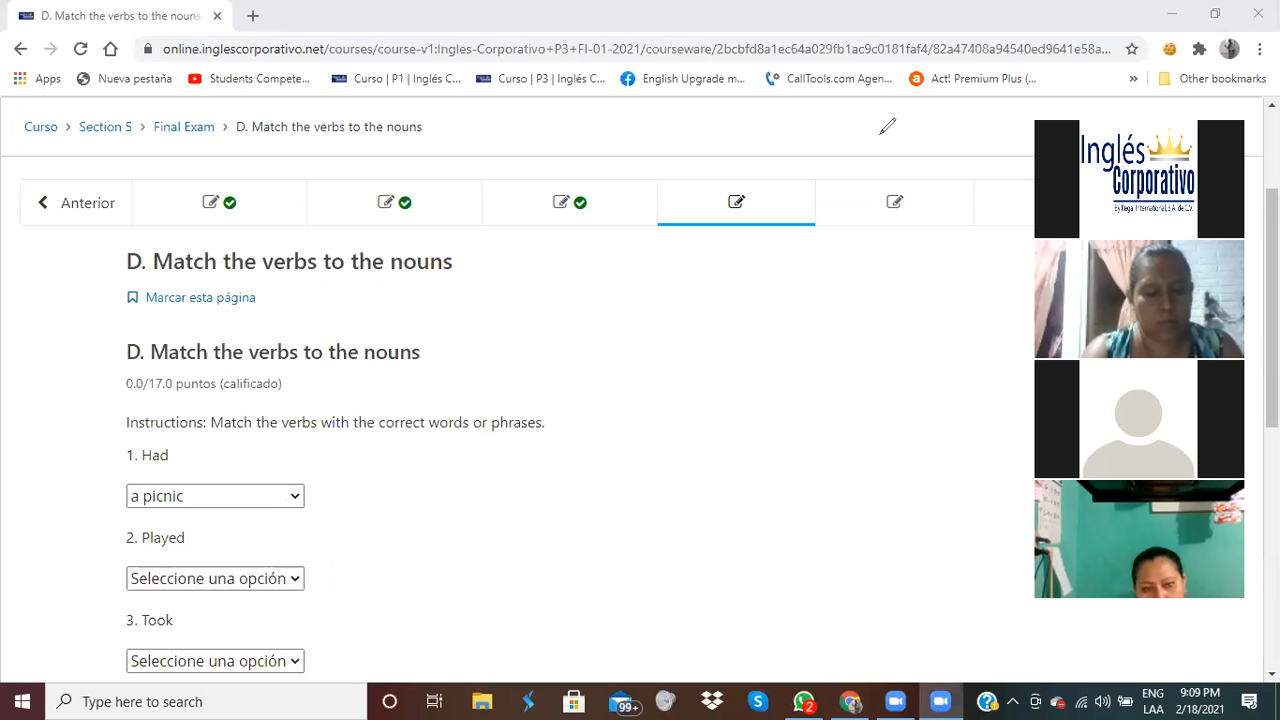 D. Match the verbs to the nouns
online.inglescorporativo.net/courses/course-v1:Ingles-Corporativo+P3+FI-01-2021/courseware/2bcbfd8a1ec64a029fb1ac9c0181faf4/82a47408a94540ed9641e58a...
Apps Nueva pestaña Students Compete... Curso | P1 | Inglés C... Curso | P3 | Inglés C... English Upgrade m... CallTools.com Agen... Act! Premium Plus (... » Other bookmarks
Curso > Section 5 > Final Exam > D. Match the verbs to the nouns
Inglés
Corporativo
Anterior
D. Match the verbs to the nouns
Marcar esta página
D. Match the verbs to the nouns
0.0/17.0 puntos (calificado)
Instructions: Match the verbs with the correct words or phrases.
1. Had
a picnic
2. Played
Seleccione una opción
3. Took
Seleccione una opción
Type here to search
99+
2
ENG
LAA
9:09 PM
2/18/2021